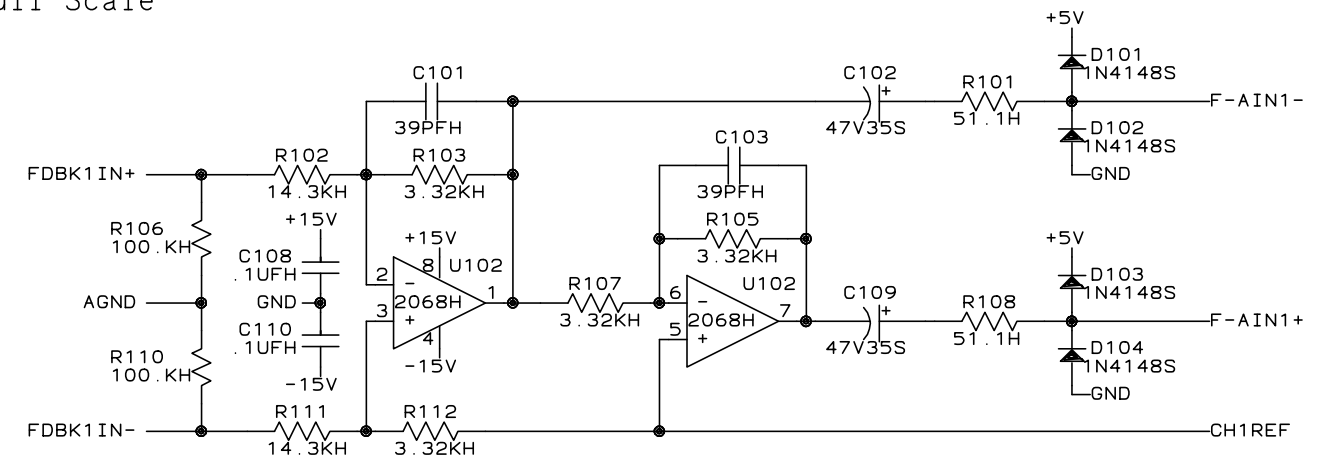 Full Scale
+5V
D101
1N4148S
C101
C102
+
R101
F-AIN1-
39PFH
47V35S
51.1H
D102
1N4148S
GND
C103
R102
R103
FDBK1IN+
14.3KH
3.32KH
39PFH
+15V
R106
100.KH
R105
3.32KH
+5V
C108
.1UFH
+15V
8
U102
D103
1N4148S
2
-
R107
6
-
U102
C109
+
R108
AGND
GND
2068H
1
3
+
3.32KH
2068H
7
5
+
F-AIN1+
C110
.1UFH
4
-15V
47V35S
51.1H
D104
1N4148S
R110
100.KH
-15V
GND
R111
R112
FDBK1IN-
CH1REF
14.3KH
3.32KH